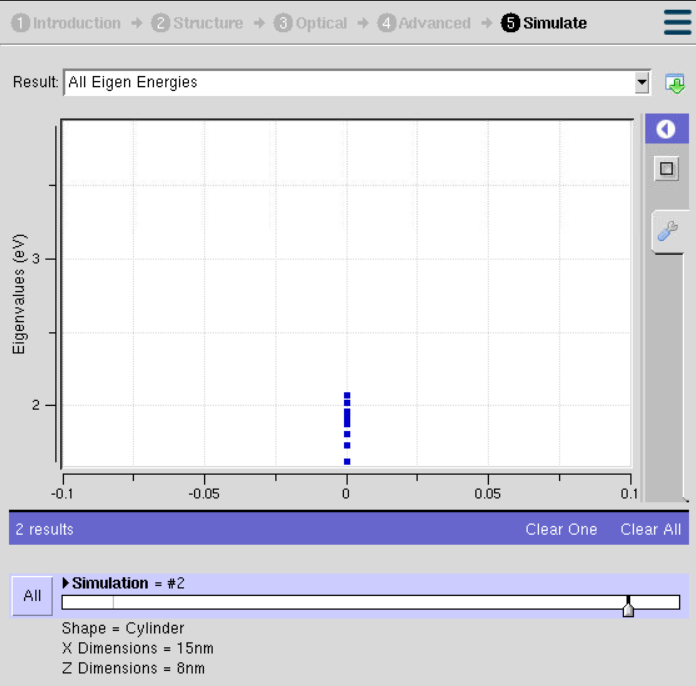 1 Introduction → 2 Structure → 3 Optical → 4 Advanced → 5 Simulate
Result: All Eigen Energies
Eigenvalues (eV)
3
2
-0.1 -0.05 0 0.05 0.1
2 results Clear One Clear All
All Simulation = #2
Shape = Cylinder
X Dimensions = 15nm
Z Dimensions = 8nm